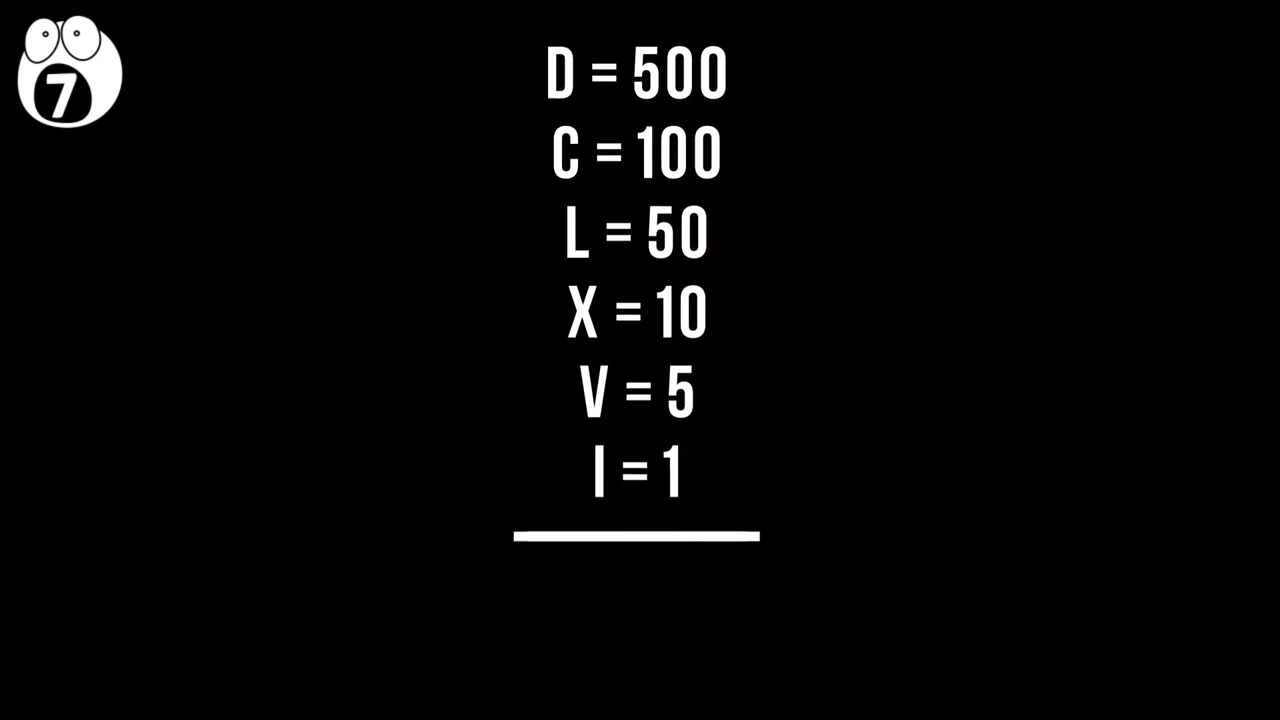 7
D = 500
C = 100
L = 50
X = 10
V = 5
I = 1